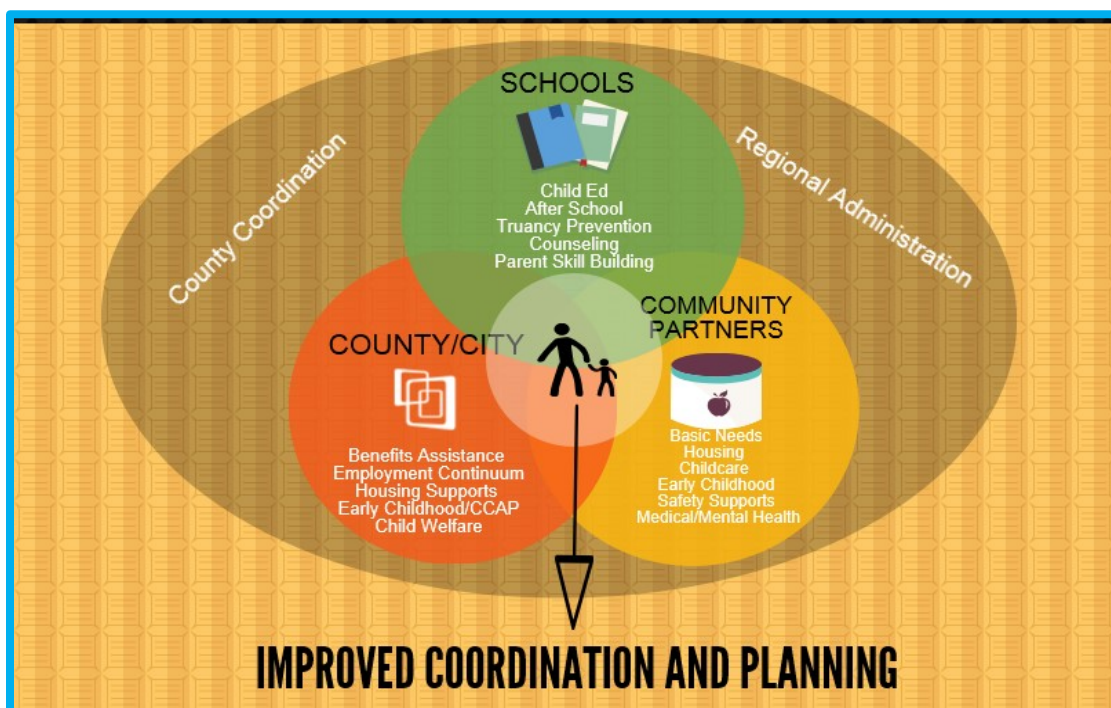 SCHOOLS
Child Ed
After School
Truancy Prevention
Counseling
Parent Skill Building
County Coordination
Regional Administration
COUNTY/CITY
Benefits Assistance
Employment Continuum
Housing Supports
Early Childhood/CCAP
Child Welfare
COMMUNITY
PARTNERS
Basic Needs
Housing
Childcare
Early Childhood
Safety Supports
Medical/Mental Health
IMPROVED COORDINATION AND PLANNING